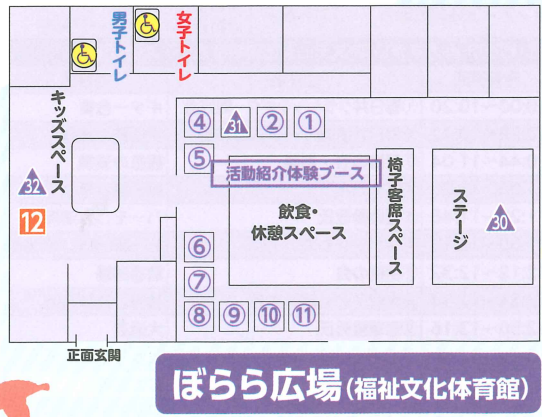 男子トイレ
女子トイレ
キッズスペース
32
12
④
31
②
①
⑤
活動紹介体験ブース
飲食・
休憩スペース
椅子客席スペース
ステージ
30
⑥
⑦
⑧
⑨
⑩
⑪
正面玄関
ぽらら広場(福祉文化体育館)